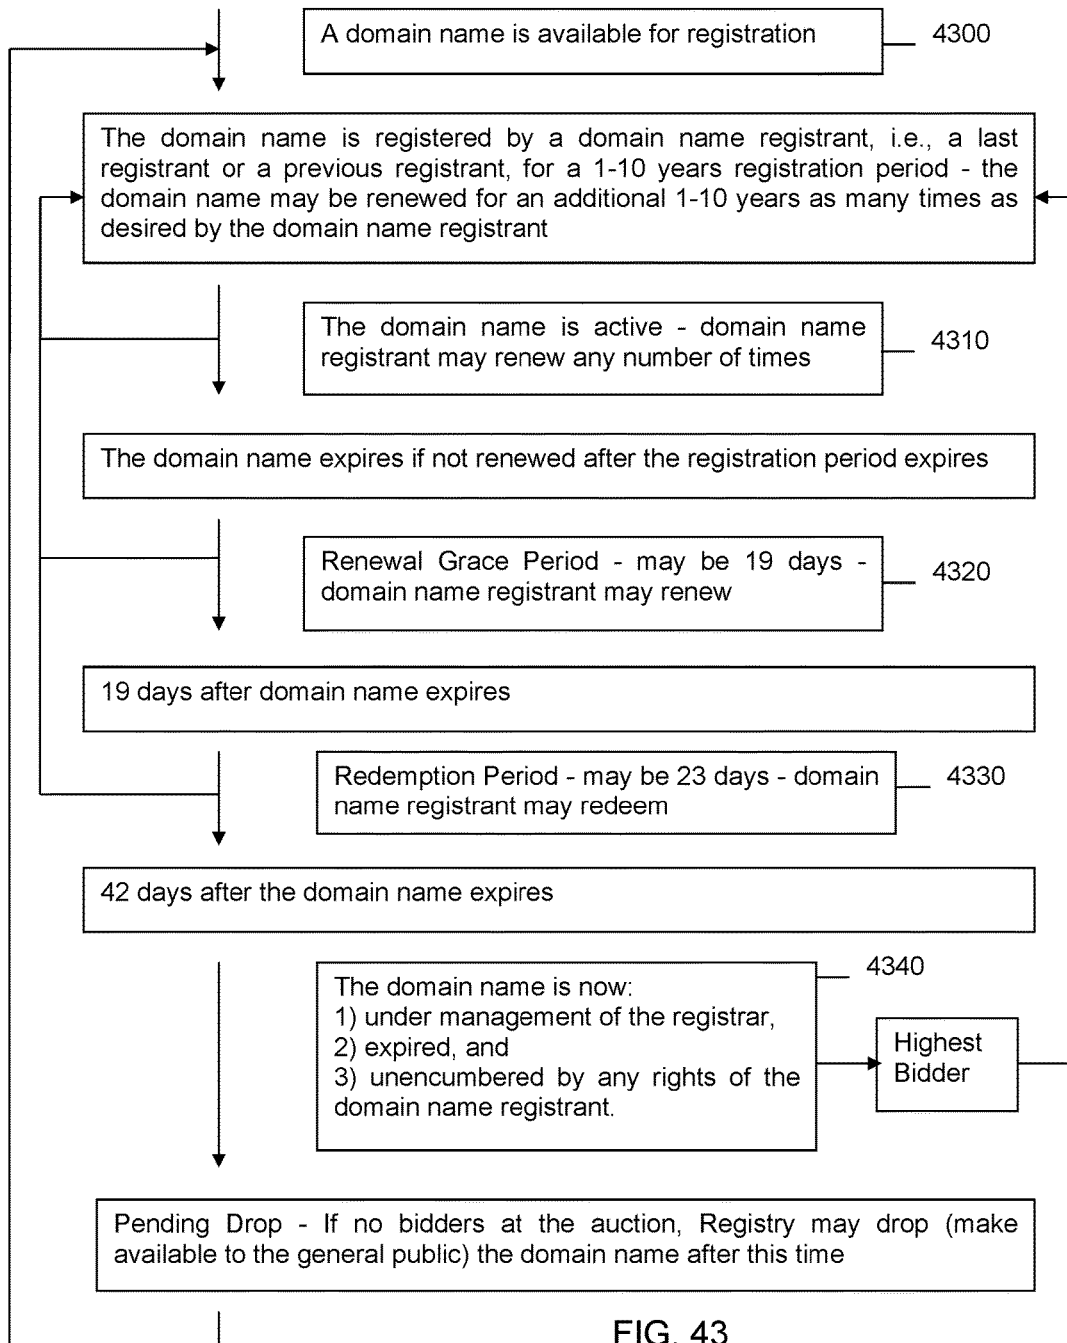 A domain name is available for registration
4300
The domain name is registered by a domain name registrant, i.e., a last
registrant or a previous registrant, for a 1-10 years registration period - the
domain name may be renewed for an additional 1-10 years as many times as
desired by the domain name registrant
The domain name is active - domain name
registrant may renew any number of times
4310
The domain name expires if not renewed after the registration period expires
Renewal Grace Period - may be 19 days -
domain name registrant may renew
4320
19 days after domain name expires
Redemption Period - may be 23 days - domain
name registrant may redeem
4330
42 days after the domain name expires
4340
The domain name is now:
1) under management of the registrar,
2) expired, and
3) unencumbered by any rights of the
domain name registrant.
Highest
Bidder
Pending Drop - If no bidders at the auction, Registry may drop (make
available to the general public) the domain name after this time
FIG. 43